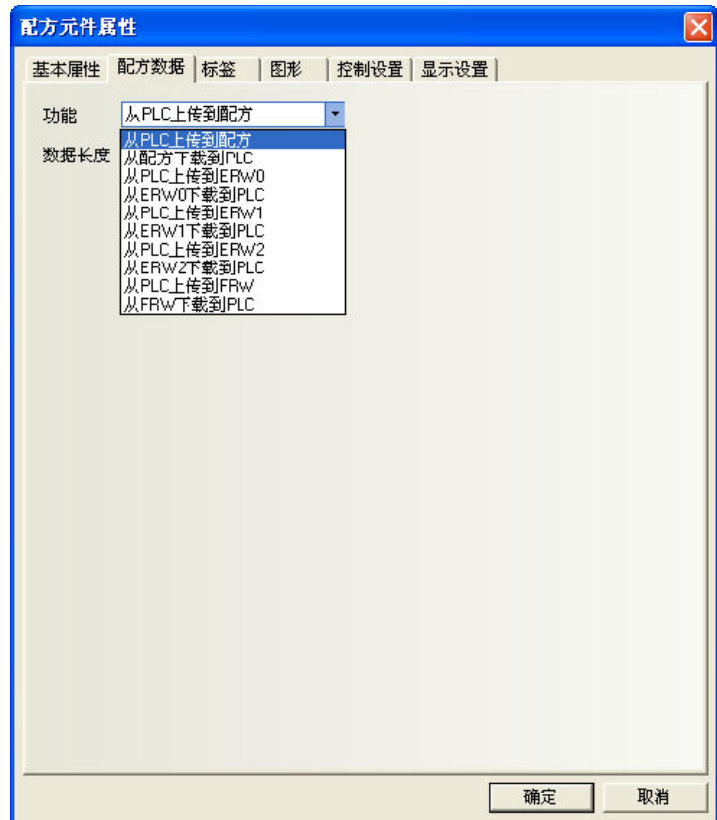 配方元件属性
基本属性 配方数据 标签 图形 控制设置 显示设置
功能 从PLC上传到配方
数据长度
从PLC上传到配方
从配方下载到PLC
从PLC上传到ERW0
从ERW0下载到PLC
从PLC上传到ERW1
从ERW1下载到PLC
从PLC上传到ERW2
从ERW2下载到PLC
从PLC上传到FRW
从FRW下载到PLC
确定 取消